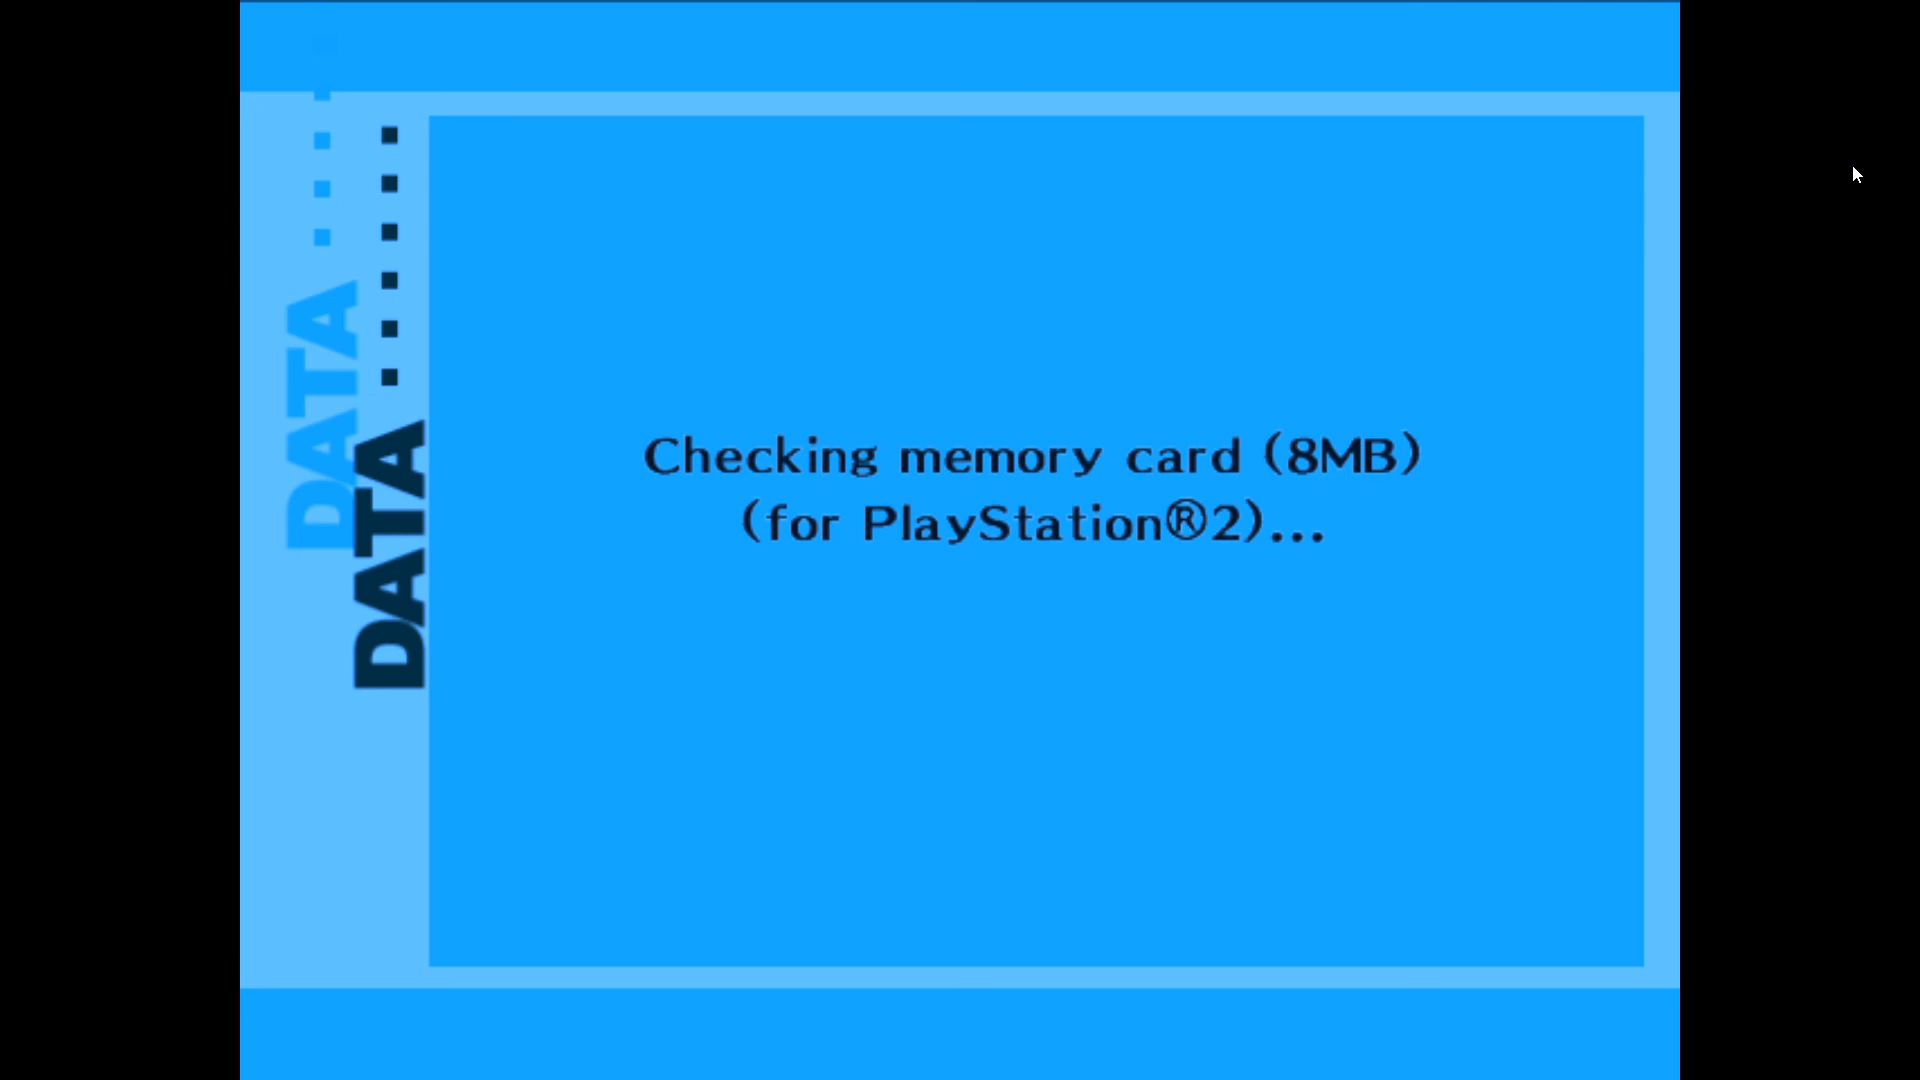 DATA ......
DATA ....
Checking memory card (8MB)
(for PlayStation®2)...